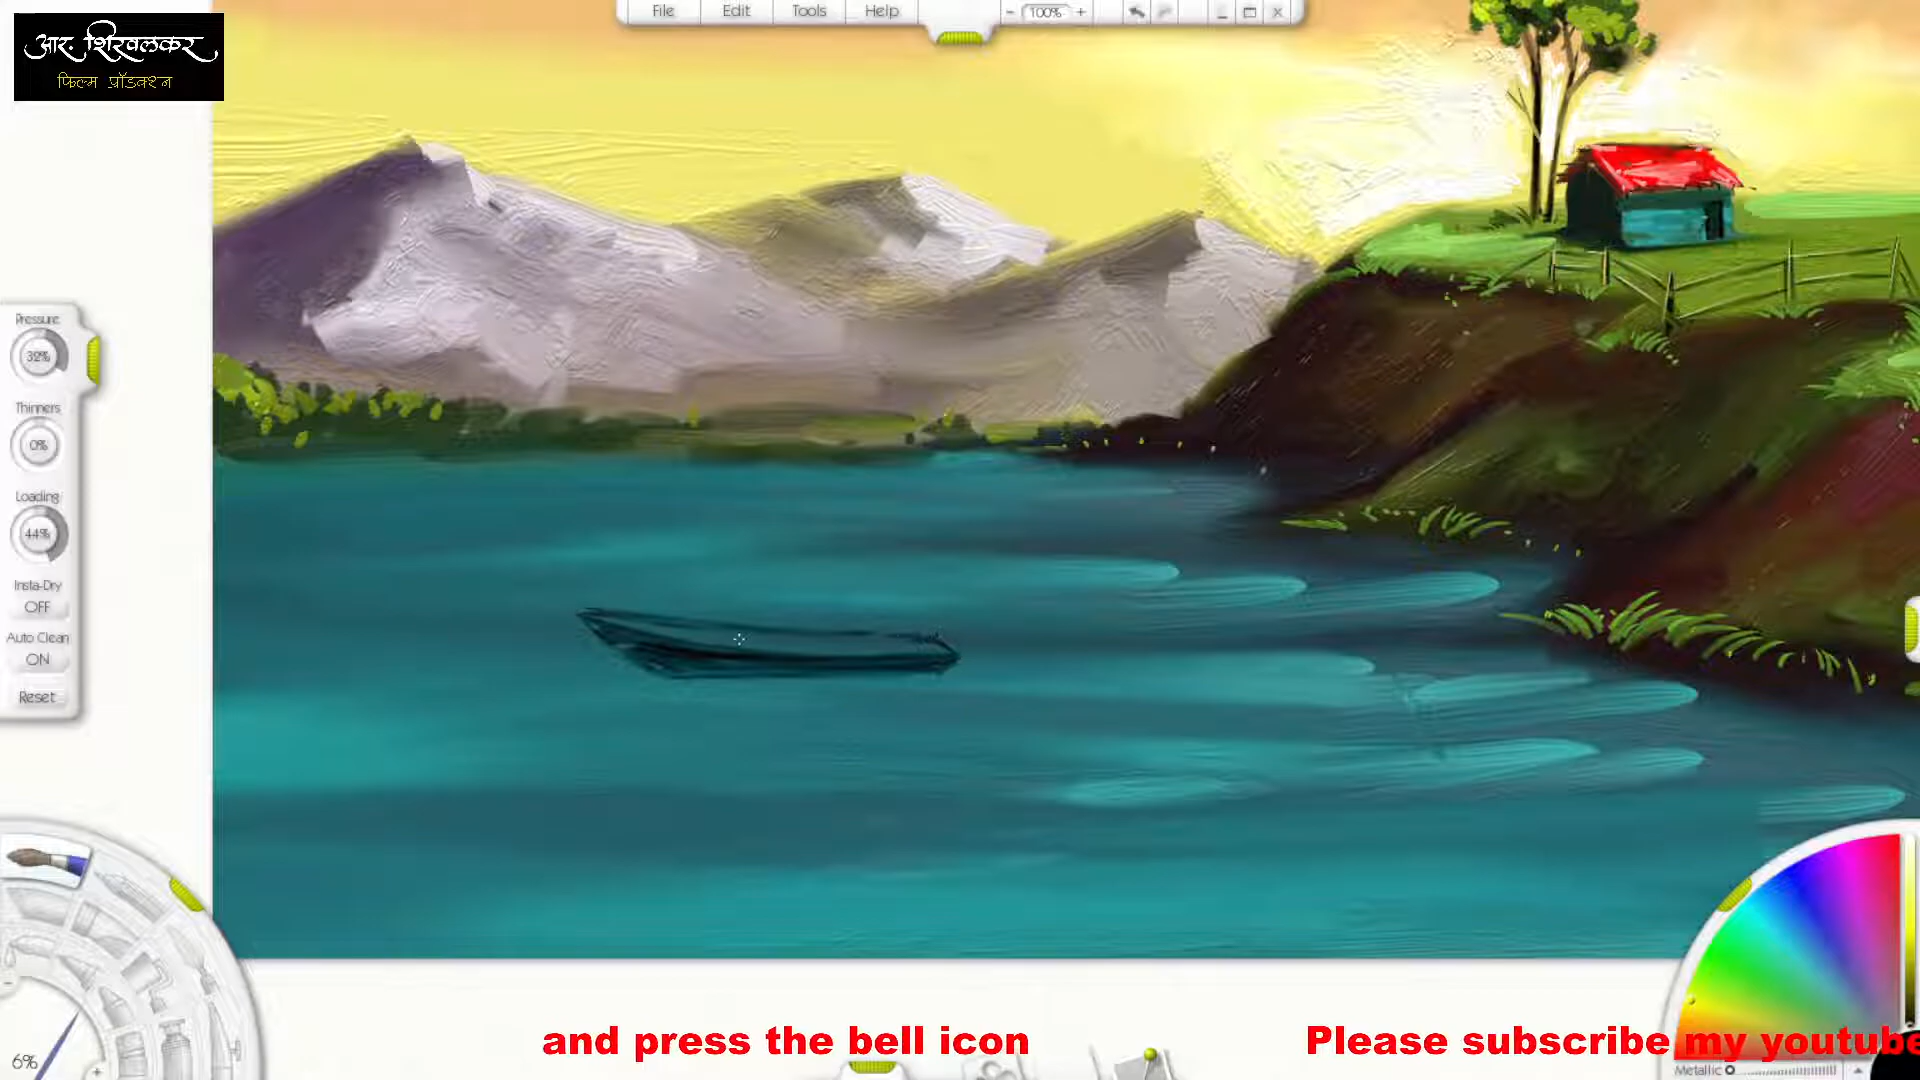 आर. शिरवलकर
फिल्म प्रॉडक्शन
File Edit Tools Help − 100% +
Pressure
32%
Thinners
0%
Loading
44%
Insta-Dry
OFF
Auto Clean
ON
Reset
6%
and press the bell icon
Please subscribe my youtube
Metallic